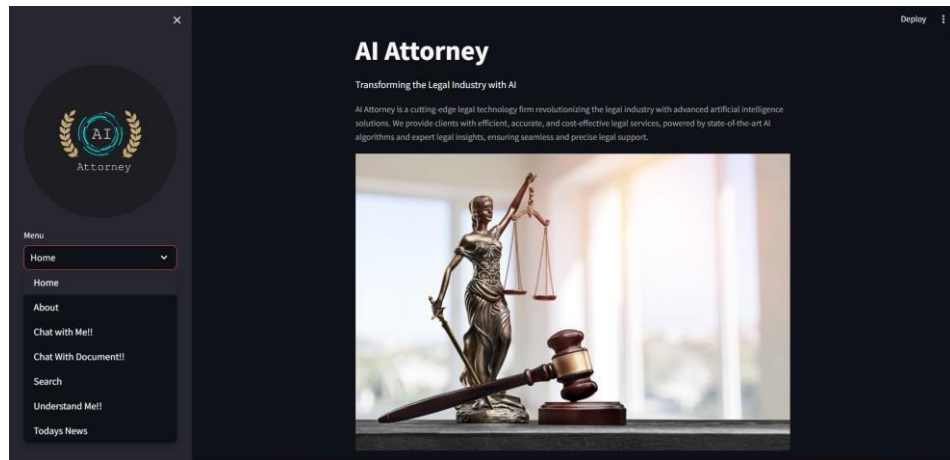 Deploy
AI
Attorney
Menu
Home
Home
About
Chat with Me!!
Chat With Document!!
Search
Understand Me!!
Todays News
AI Attorney
Transforming the Legal Industry with AI
AI Attorney is a cutting-edge legal technology firm revolutionizing the legal industry with advanced artificial intelligence
solutions. We provide clients with efficient, accurate, and cost-effective legal services, powered by state-of-the-art AI
algorithms and expert legal insights, ensuring seamless and precise legal support.